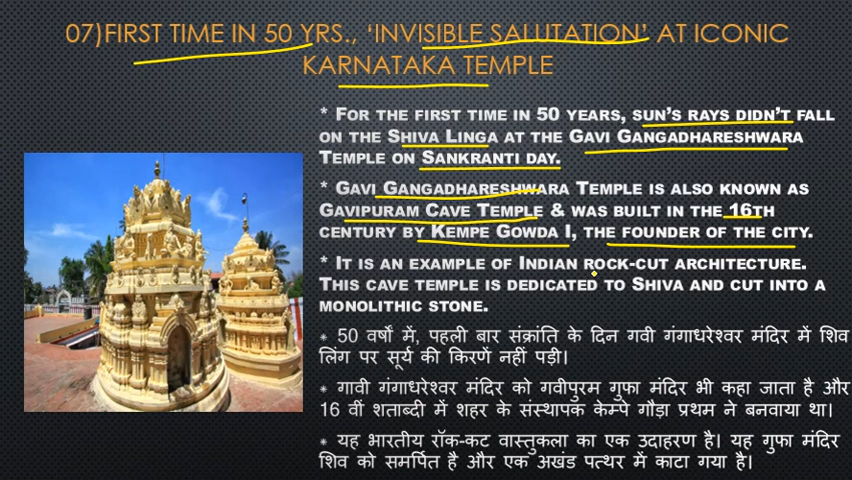 07)FIRST TIME IN 50 YRS., ‘INVISIBLE SALUTATION’ AT ICONIC
KARNATAKA TEMPLE
* FOR THE FIRST TIME IN 50 YEARS, SUN’S RAYS DIDN’T FALL
ON THE SHIVA LINGA AT THE GAVI GANGADHARESHWARA
TEMPLE ON SANKRANTI DAY.
* GAVI GANGADHARESHWARA TEMPLE IS ALSO KNOWN AS
GAVIPURAM CAVE TEMPLE & WAS BUILT IN THE 16TH
CENTURY BY KEMPE GOWDA I, THE FOUNDER OF THE CITY.
* IT IS AN EXAMPLE OF INDIAN ROCK-CUT ARCHITECTURE.
THIS CAVE TEMPLE IS DEDICATED TO SHIVA AND CUT INTO A
MONOLITHIC STONE.
* 50 वर्षों में, पहली बार संक्रांति के दिन गवी गंगाधरेश्वर मंदिर में शिव
लिंग पर सूर्य की किरणें नहीं पड़ी।
* गावी गंगाधरेश्वर मंदिर को गवीपुरम गुफा मंदिर भी कहा जाता है और
16 वीं शताब्दी में शहर के संस्थापक केम्पे गौड़ा प्रथम ने बनवाया था।
* यह भारतीय रॉक-कट वास्तुकला का एक उदाहरण है। यह गुफा मंदिर
शिव को समर्पित है और एक अखंड पत्थर में काटा गया है।